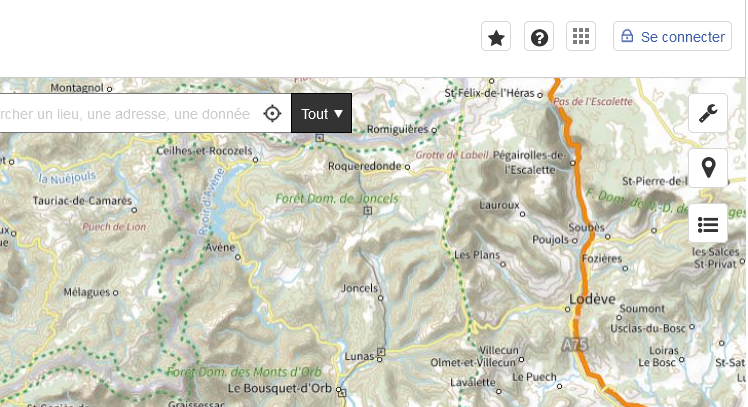 Se connecter
Montagnol
St-Félix-de-l'Héras
Pas de l'Escalette
rcher un lieu, une adresse, une donnée
Tout
Romiguières
Ceilhes-et-Rocozels
Grotte de Labeil
Pégairolles-de-
l'Escalette
Roqueredonde
la Nuéjouls
St-Pierre-de-l
Forêt Dom. de Joncels
Tauriac-de-Camarès
Lauroux
F. Dom. de N.-D. de
Puech de Lion
Rvoir d'Avène
Soubès
Poujols
Avène
les Salces
St-Privat
Les Plans
Fozières
Mélagues
Joncels
Lodève
Soumont
Usclas-du-Bosc
A75
Lunas
Villecun
Olmet-et-Villecun
Loiras
Le Bosc
St-Sat
Forêt Dom. des Monts d'Orb
Le Puech
Lavalette
Le Bousquet-d'Orb
Graissessac